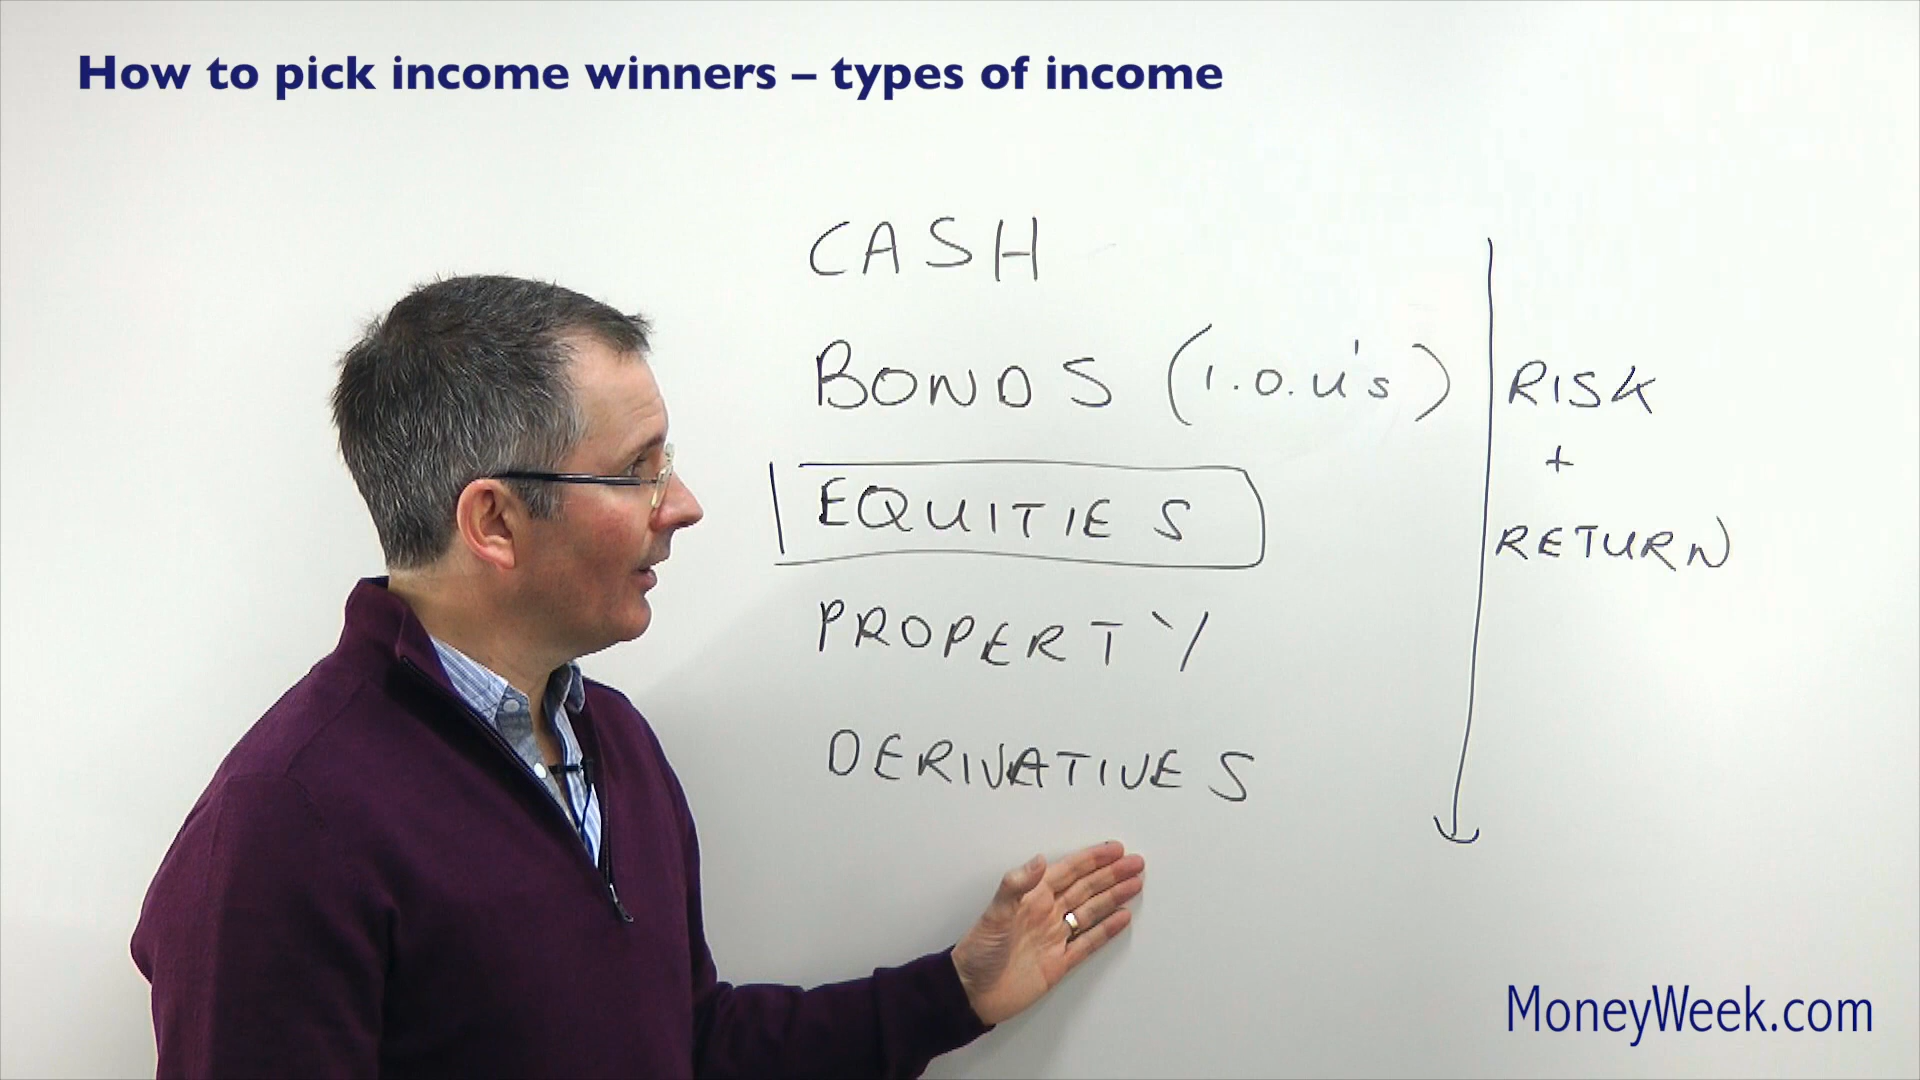 How to pick income winners – types of income
CASH
BONDS (I.O.U's)
EQUITIES
PROPERTY
DERIVATIVES
RISK
+
RETURN
MoneyWeek.com